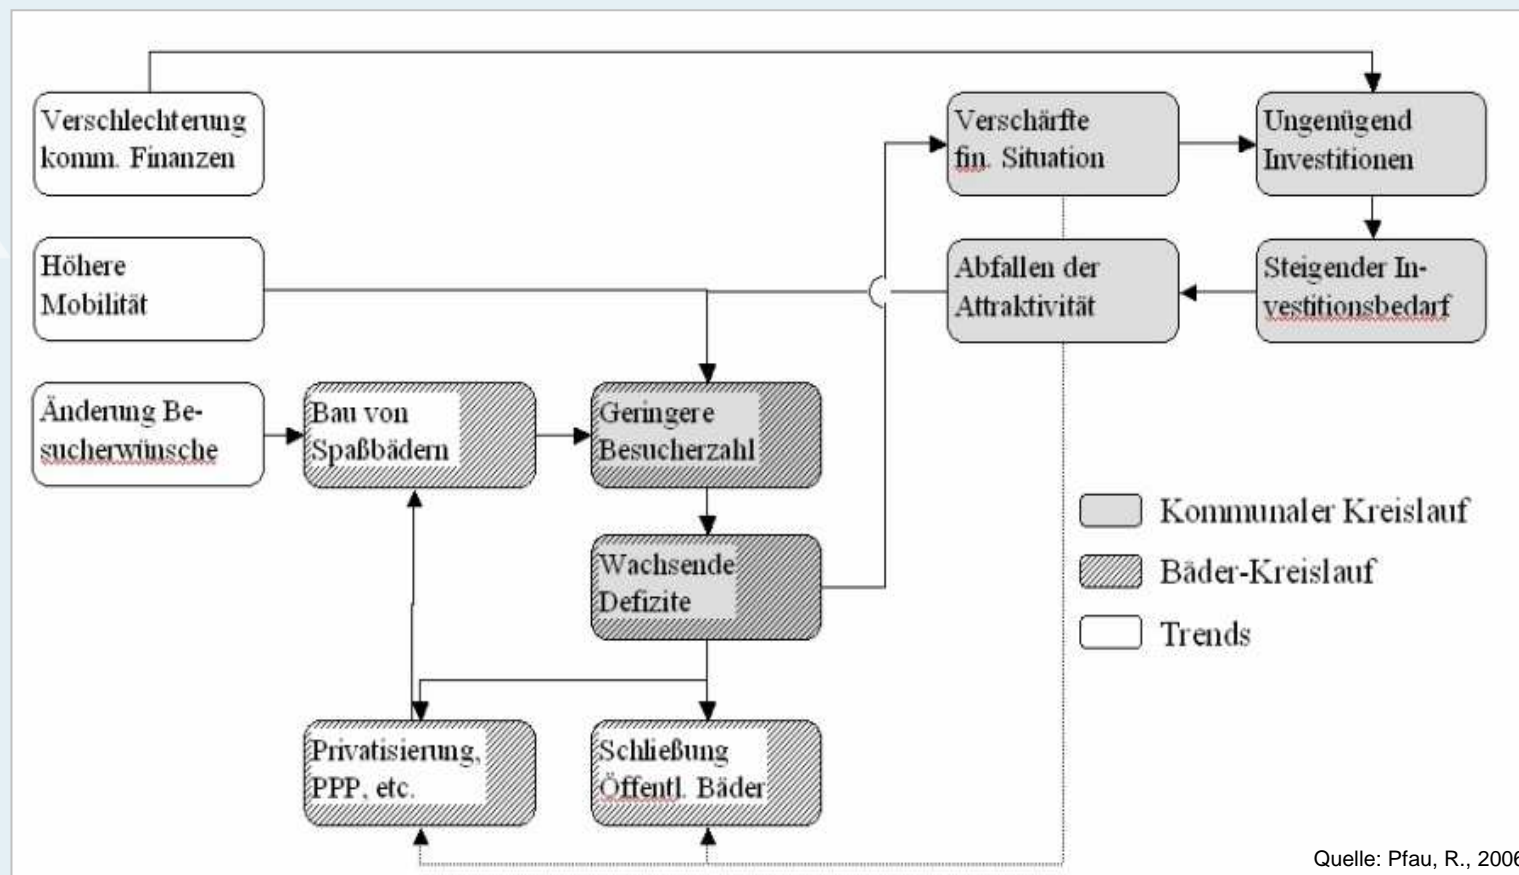 Verschlechterung
komm. Finanzen
Verschärfte
fin. Situation
Ungenügend
Investitionen
Höhere
Mobilität
Abfallen der
Attraktivität
Steigender In-
vestitionsbedarf
Änderung Be-
sucherwünsche
Bau von
Spaßbädern
Geringere
Besucherzahl
Wachsende
Defizite
Privatisierung,
PPP, etc.
Schließung
Öffentl. Bäder
Kommunaler Kreislauf
Bäder-Kreislauf
Trends
Quelle: Pfau, R., 2006